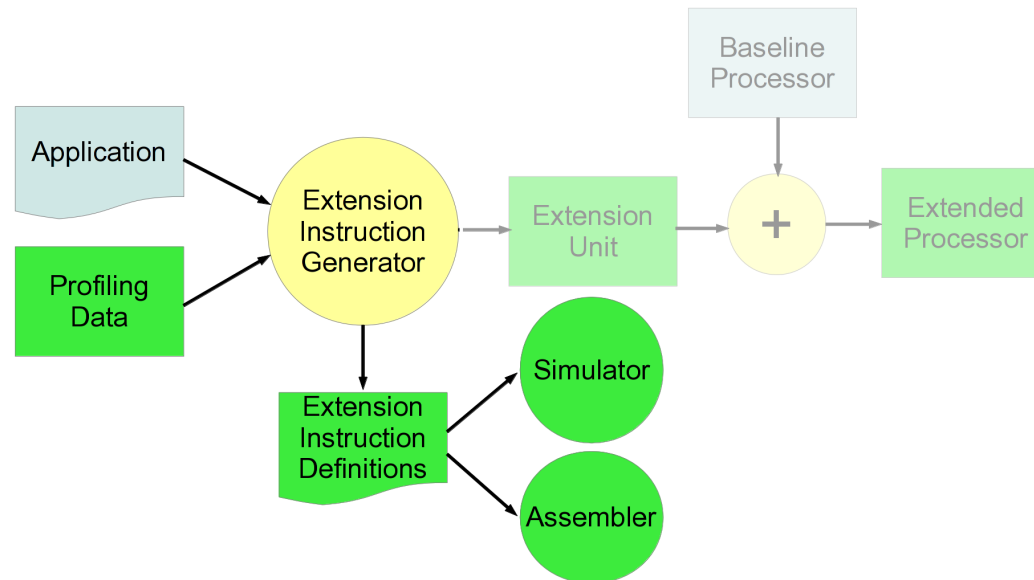 Baseline
Processor
Application
Extension
Instruction
Generator
Extension
Unit
+
Extended
Processor
Profiling
Data
Simulator
Extension
Instruction
Definitions
Assembler